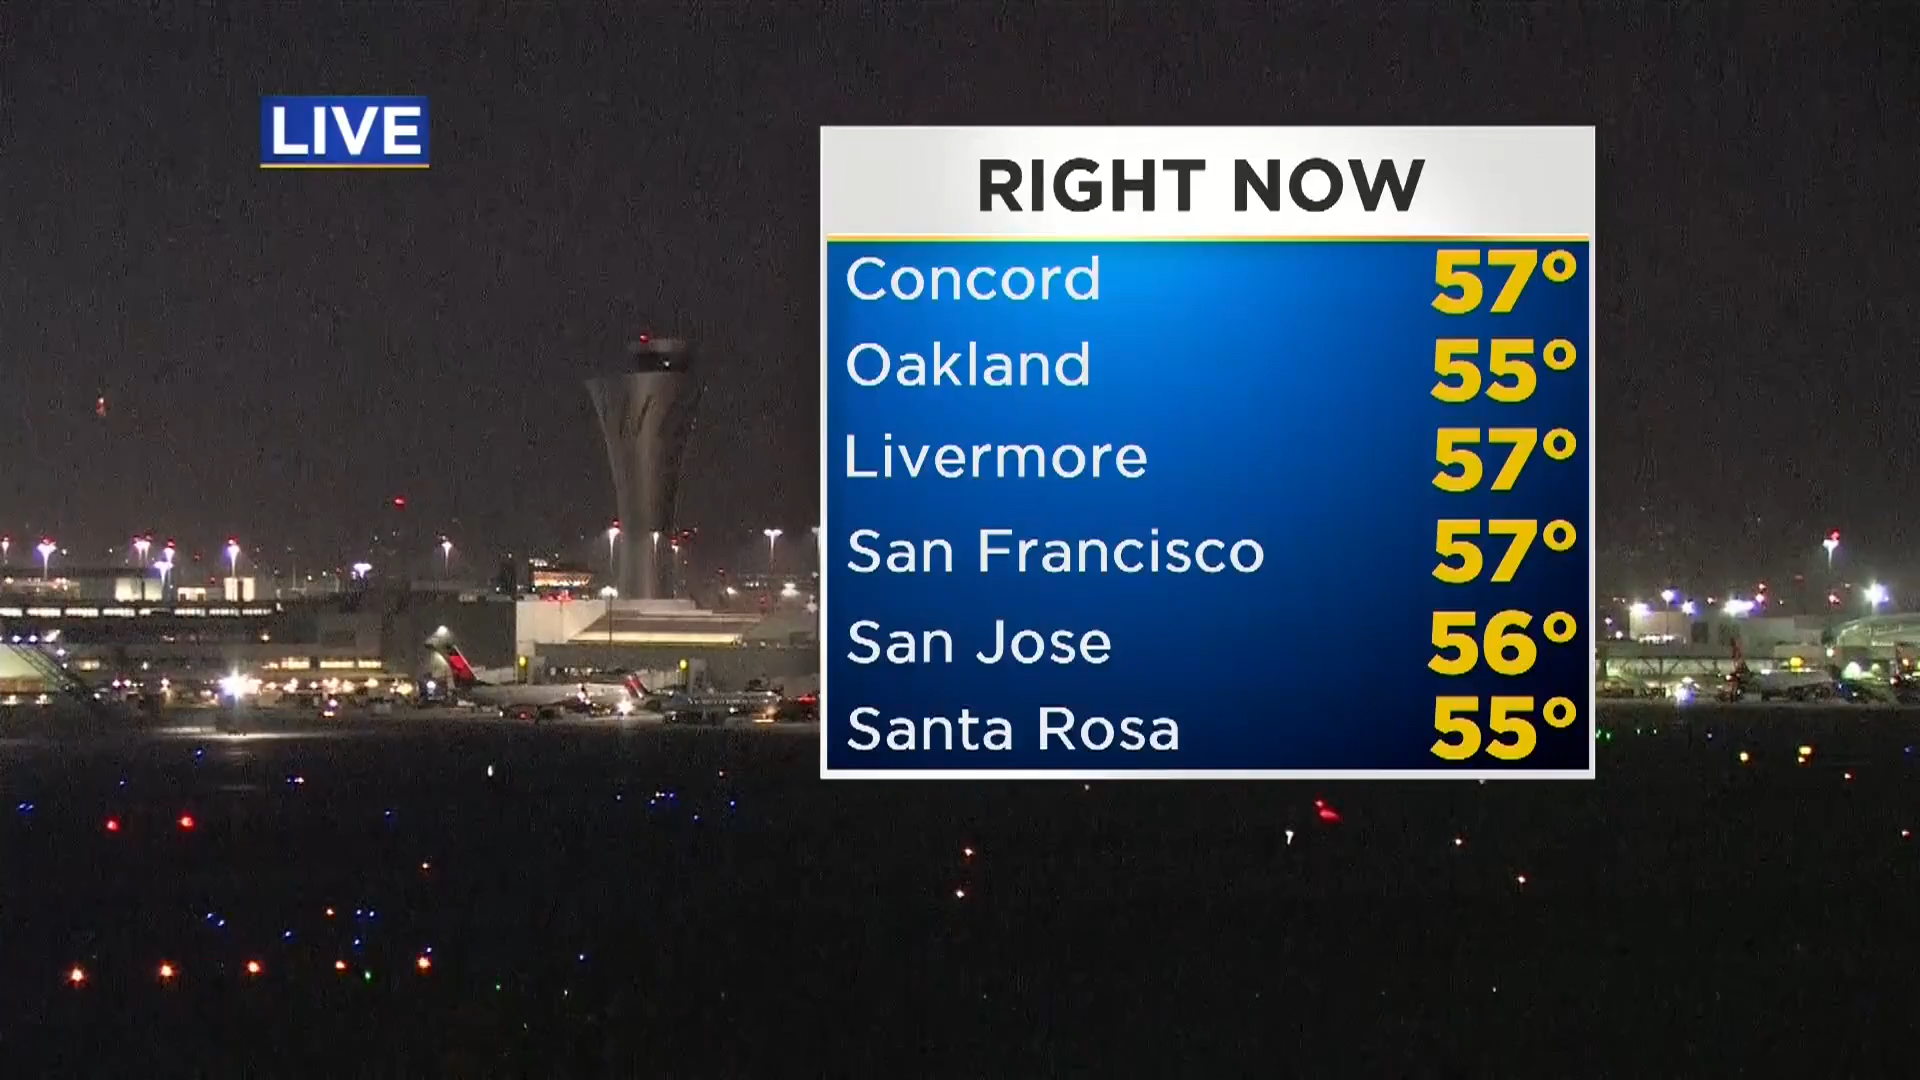 LIVE
RIGHT NOW
Concord 57°
Oakland 55°
Livermore 57°
San Francisco 57°
San Jose 56°
Santa Rosa 55°